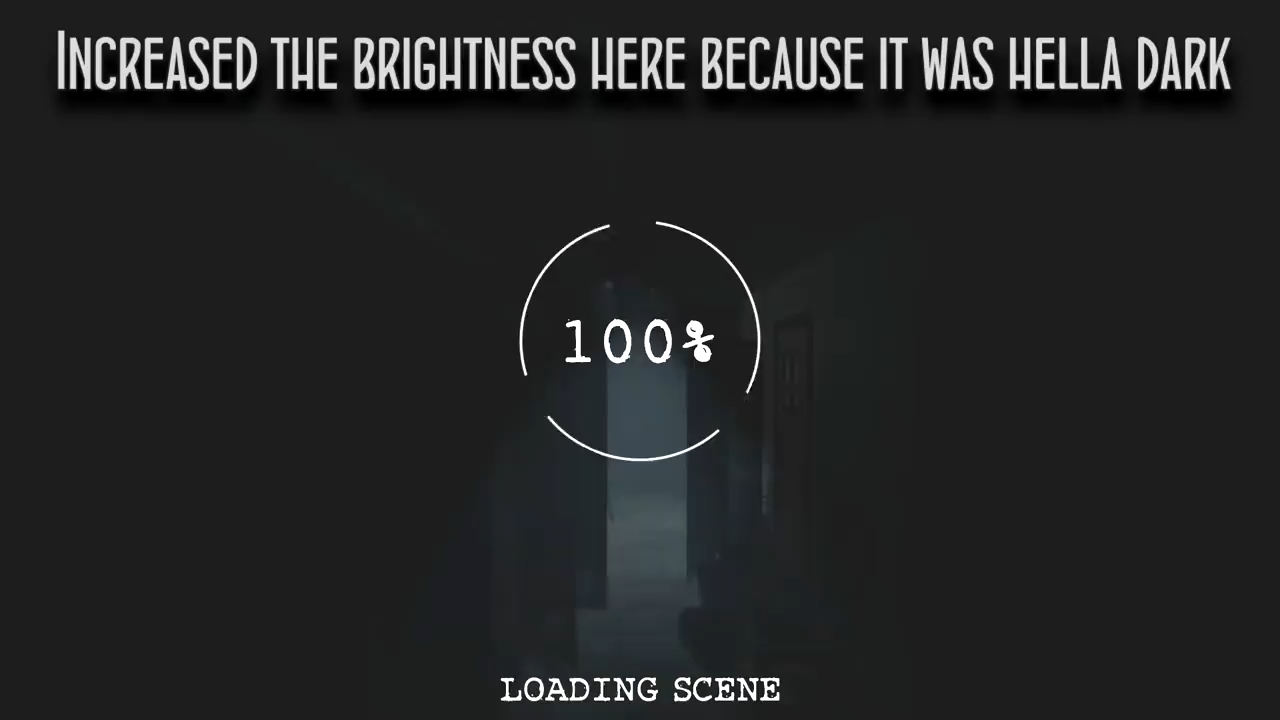 Increased the brightness here because it was hella dark
100%
LOADING SCENE